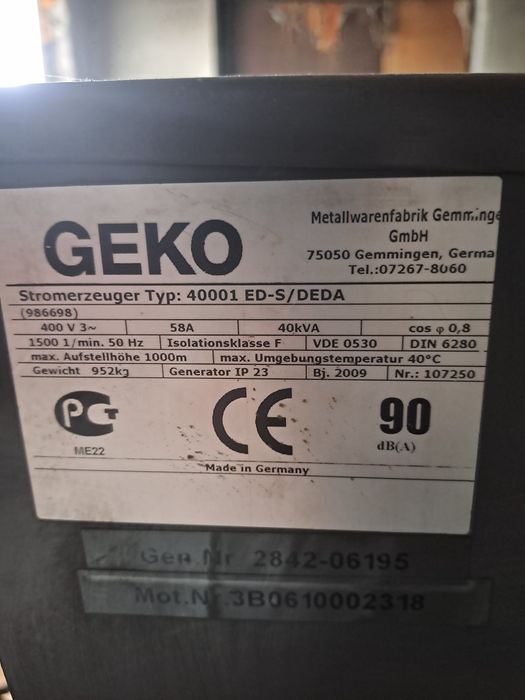 GEKO
Metallwarenfabrik Gemminge
GmbH
75050 Gemmingen, Germa
Tel.:07267-8060
Stromerzeuger Typ: 40001 ED-S/DEDA
(986698)
400 V 3~ 58A 40kVA cos φ 0,8
1500 1/min. 50 Hz Isolationsklasse F VDE 0530 DIN 6280
max. Aufstellhöhe 1000m max. Umgebungstemperatur 40°C
Gewicht 952kg Generator IP 23 Bj. 2009 Nr.: 107250
PCT
ME22
CE
90
dB(A)
Made in Germany
Gen.Nr 2842-06195
Mot.Nr.3B0610002318